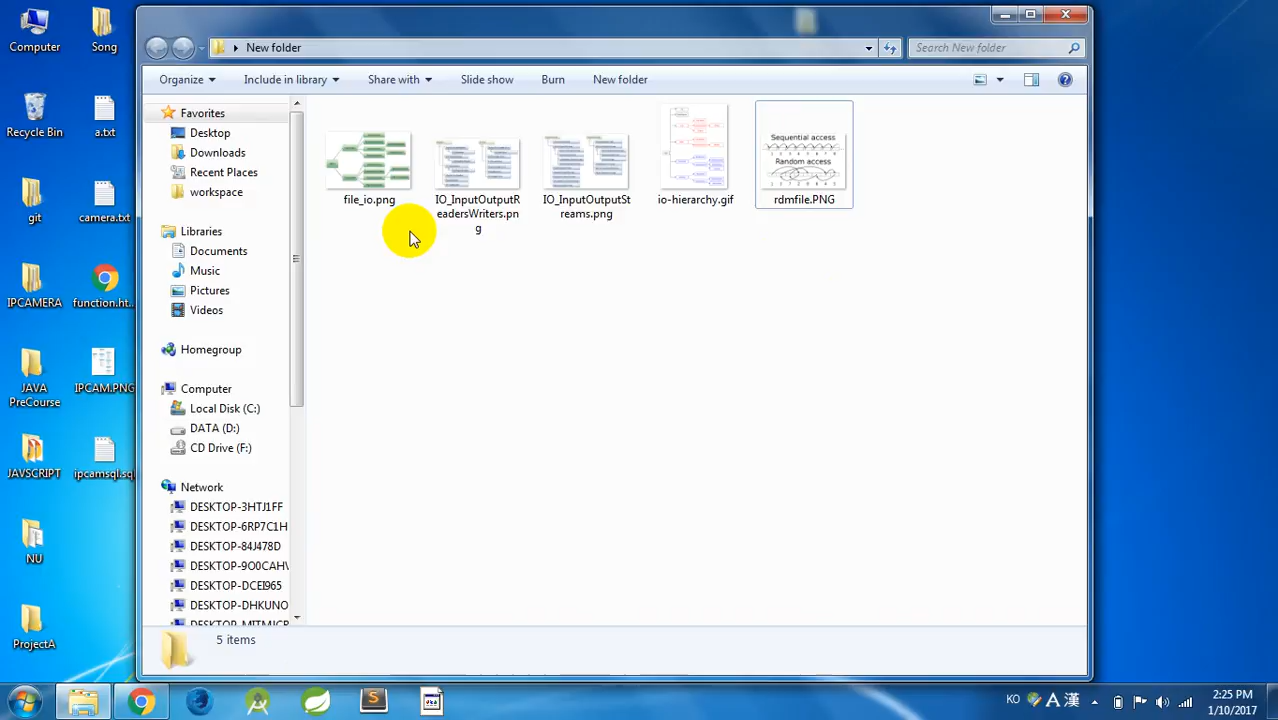 Computer
Song
Recycle Bin
a.txt
git
camera.txt
IPCAMERA
function.ht...
JAVA
PreCourse
IPCAM.PNG
JAVSCRIPT
ipcamsql.sql
NU
ProjectA
New folder
Search New folder
Organize
Include in library
Share with
Slide show
Burn
New folder
Favorites
Desktop
Downloads
Recent Places
workspace
Libraries
Documents
Music
Pictures
Videos
Homegroup
Computer
Local Disk (C:)
DATA (D:)
CD Drive (F:)
Network
DESKTOP-3HTJ1FF
DESKTOP-6RP7C1H
DESKTOP-84J478D
DESKTOP-9O0CAHV
DESKTOP-DCEI965
DESKTOP-DHKUNO
file_io.png
IO_InputOutputR
eadersWriters.pn
g
IO_InputOutputSt
reams.png
io-hierarchy.gif
Sequential access
Random access
rdmfile.PNG
5 items
KO
A 漢
2:25 PM
1/10/2017